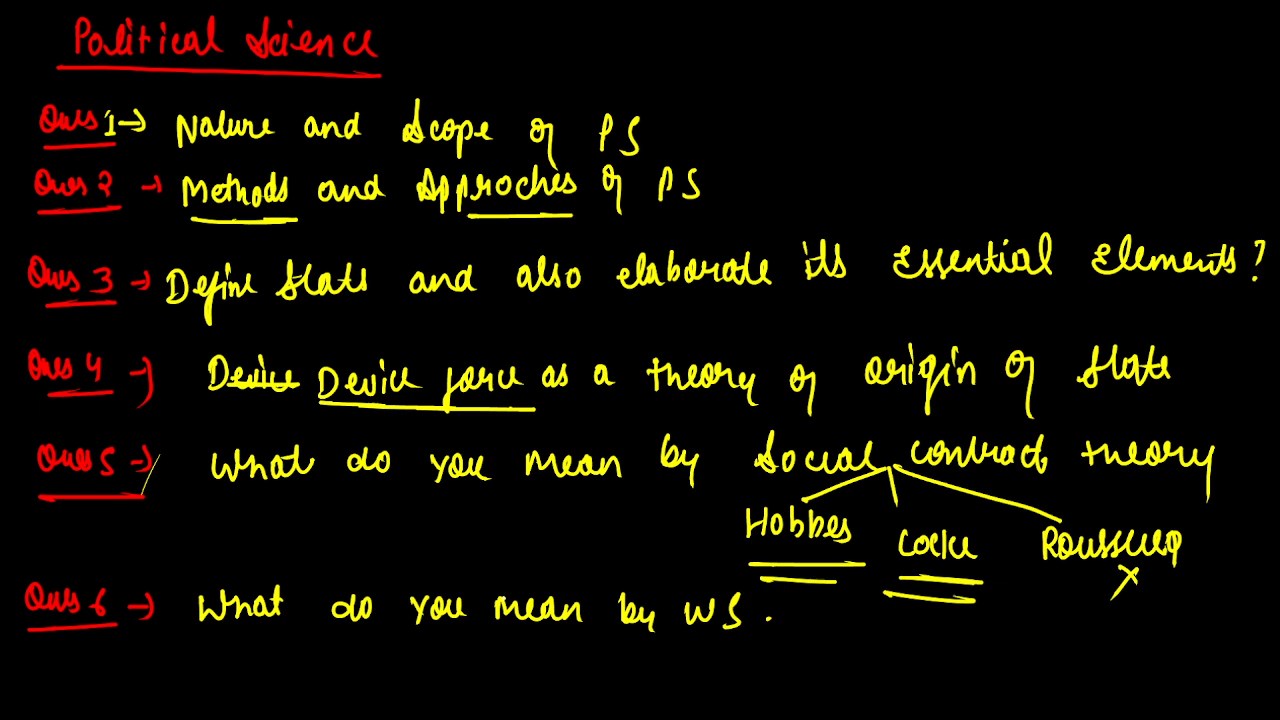 Political Science
Ques 1→ Nature and Scope of PS
Ques 2 → Methods and Approches of PS
Ques 3 → Define State and also elaborate its Essential Elements?
Ques 4 → Device Device force as a theory of origin of State
Ques 5 → What do you mean by Social contract theory
Hobbes Locke Rousseau
Ques 6 → What do you mean by WS.